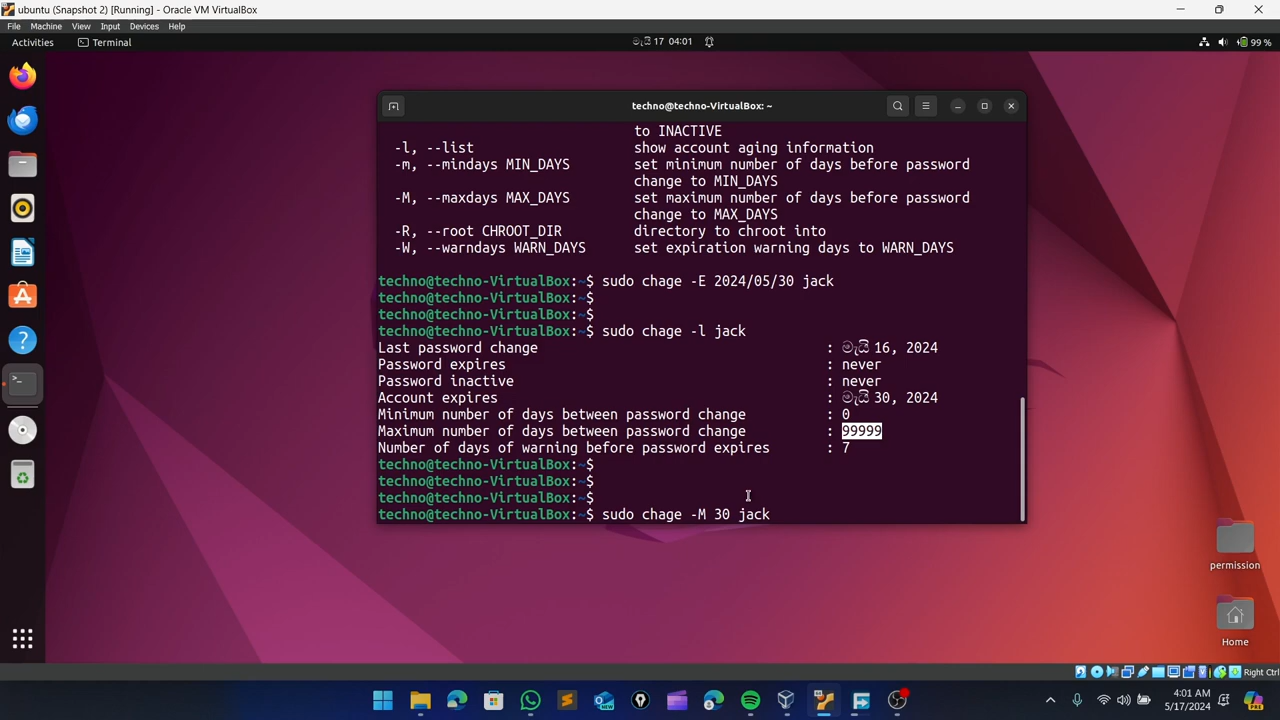 ubuntu (Snapshot 2) [Running] - Oracle VM VirtualBox
File Machine View Input Devices Help
Activities Terminal මැයි 17 04:01 99 %
techno@techno-VirtualBox: ~
to INACTIVE
-l, --list show account aging information
-m, --mindays MIN_DAYS set minimum number of days before password
change to MIN_DAYS
-M, --maxdays MAX_DAYS set maximum number of days before password
change to MAX_DAYS
-R, --root CHROOT_DIR directory to chroot into
-W, --warndays WARN_DAYS set expiration warning days to WARN_DAYS
techno@techno-VirtualBox:~$ sudo chage -E 2024/05/30 jack
techno@techno-VirtualBox:~$
techno@techno-VirtualBox:~$
techno@techno-VirtualBox:~$ sudo chage -l jack
Last password change : මැයි 16, 2024
Password expires : never
Password inactive : never
Account expires : මැයි 30, 2024
Minimum number of days between password change : 0
Maximum number of days between password change : 99999
Number of days of warning before password expires : 7
techno@techno-VirtualBox:~$
techno@techno-VirtualBox:~$
techno@techno-VirtualBox:~$
techno@techno-VirtualBox:~$ sudo chage -M 30 jack
permission
Home
Right Ctrl
4:01 AM
5/17/2024